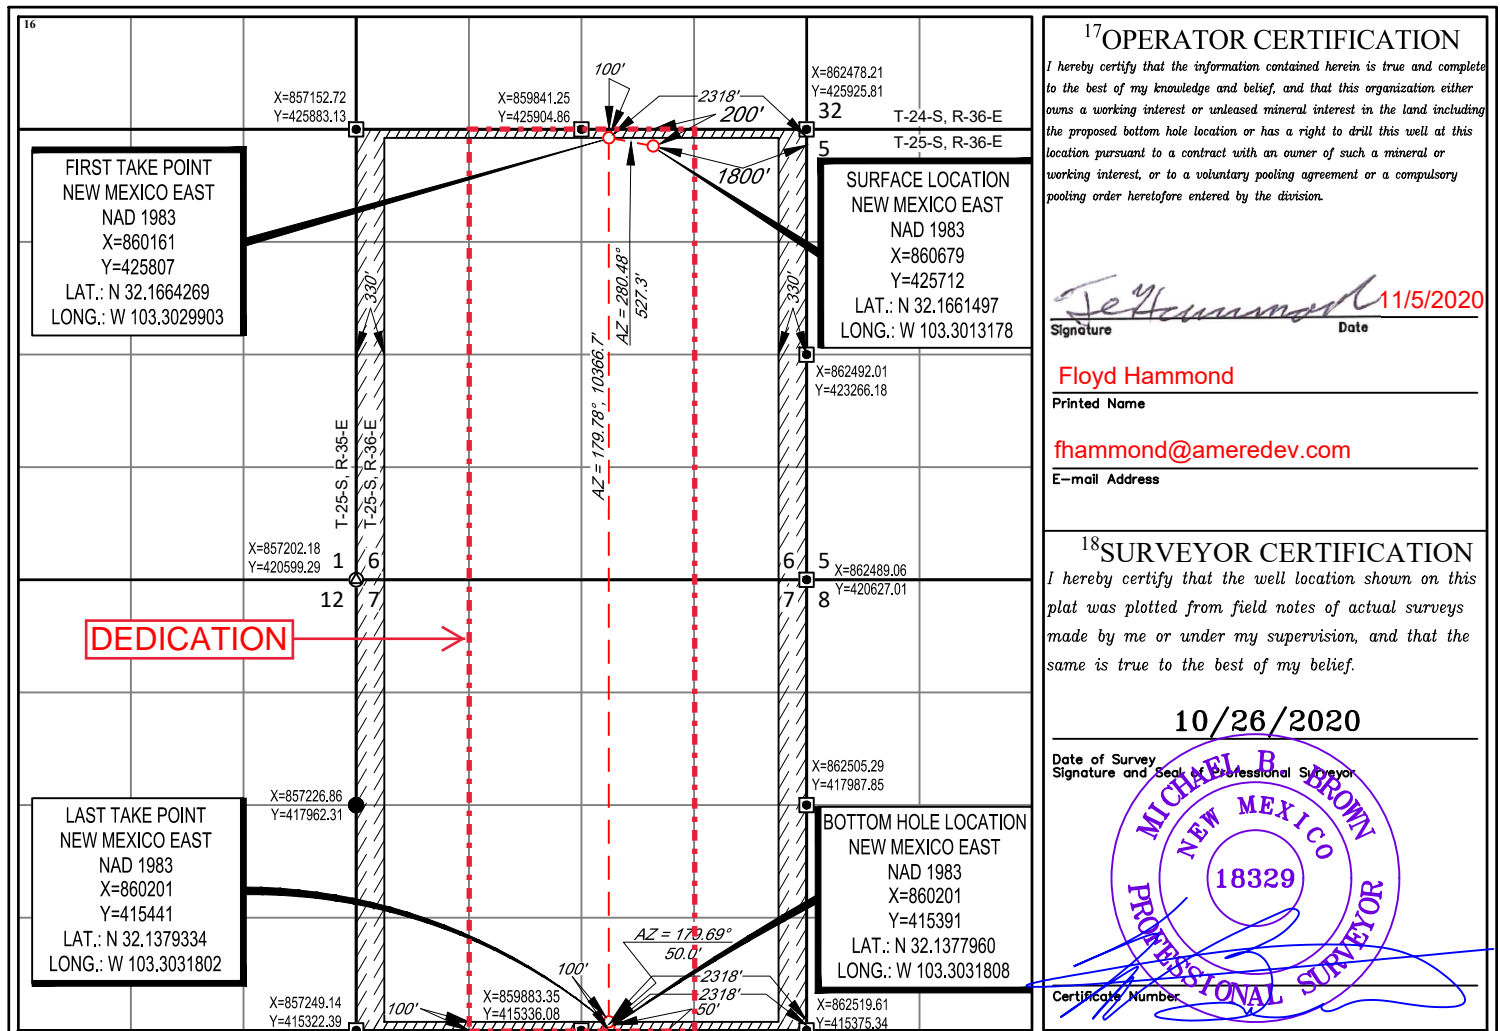 16
100'
X=857152.72
Y=425883.13
X=859841.25
Y=425904.86
X=862478.21
Y=425925.81
2318'
200'
32
T-24-S, R-36-E
5
T-25-S, R-36-E
1800'
FIRST TAKE POINT
NEW MEXICO EAST
NAD 1983
X=860161
Y=425807
LAT.: N 32.1664269
LONG.: W 103.3029903
SURFACE LOCATION
NEW MEXICO EAST
NAD 1983
X=860679
Y=425712
LAT.: N 32.1661497
LONG.: W 103.3013178
AZ = 280.48°
527.3'
330'
330'
AZ = 179.78°, 10366.7'
X=862492.01
Y=423266.18
T-25-S, R-35-E
T-25-S, R-36-E
X=857202.18
Y=420599.29
1 6
12 7
6 5
7 8
X=862489.06
Y=420627.01
DEDICATION
X=862505.29
Y=417987.85
X=857226.86
Y=417962.31
LAST TAKE POINT
NEW MEXICO EAST
NAD 1983
X=860201
Y=415441
LAT.: N 32.1379334
LONG.: W 103.3031802
BOTTOM HOLE LOCATION
NEW MEXICO EAST
NAD 1983
X=860201
Y=415391
LAT.: N 32.1377960
LONG.: W 103.3031808
AZ = 179.69°
50.0'
100'
2318'
2318'
50'
100'
X=857249.14
Y=415322.39
X=859883.35
Y=415336.08
X=862519.61
Y=415375.34
17 OPERATOR CERTIFICATION
I hereby certify that the information contained herein is true and complete
to the best of my knowledge and belief, and that this organization either
owns a working interest or unleased mineral interest in the land including
the proposed bottom hole location or has a right to drill this well at this
location pursuant to a contract with an owner of such a mineral or
working interest, or to a voluntary pooling agreement or a compulsory
pooling order heretofore entered by the division.
11/5/2020
Signature Date
Floyd Hammond
Printed Name
fhammond@ameredev.com
E-mail Address
18 SURVEYOR CERTIFICATION
I hereby certify that the well location shown on this
plat was plotted from field notes of actual surveys
made by me or under my supervision, and that the
same is true to the best of my belief.
10/26/2020
Date of Survey
Signature and Seal of Professional Surveyor
MICHAEL B. BROWN
NEW MEXICO
18329
PROFESSIONAL SURVEYOR
Certificate Number